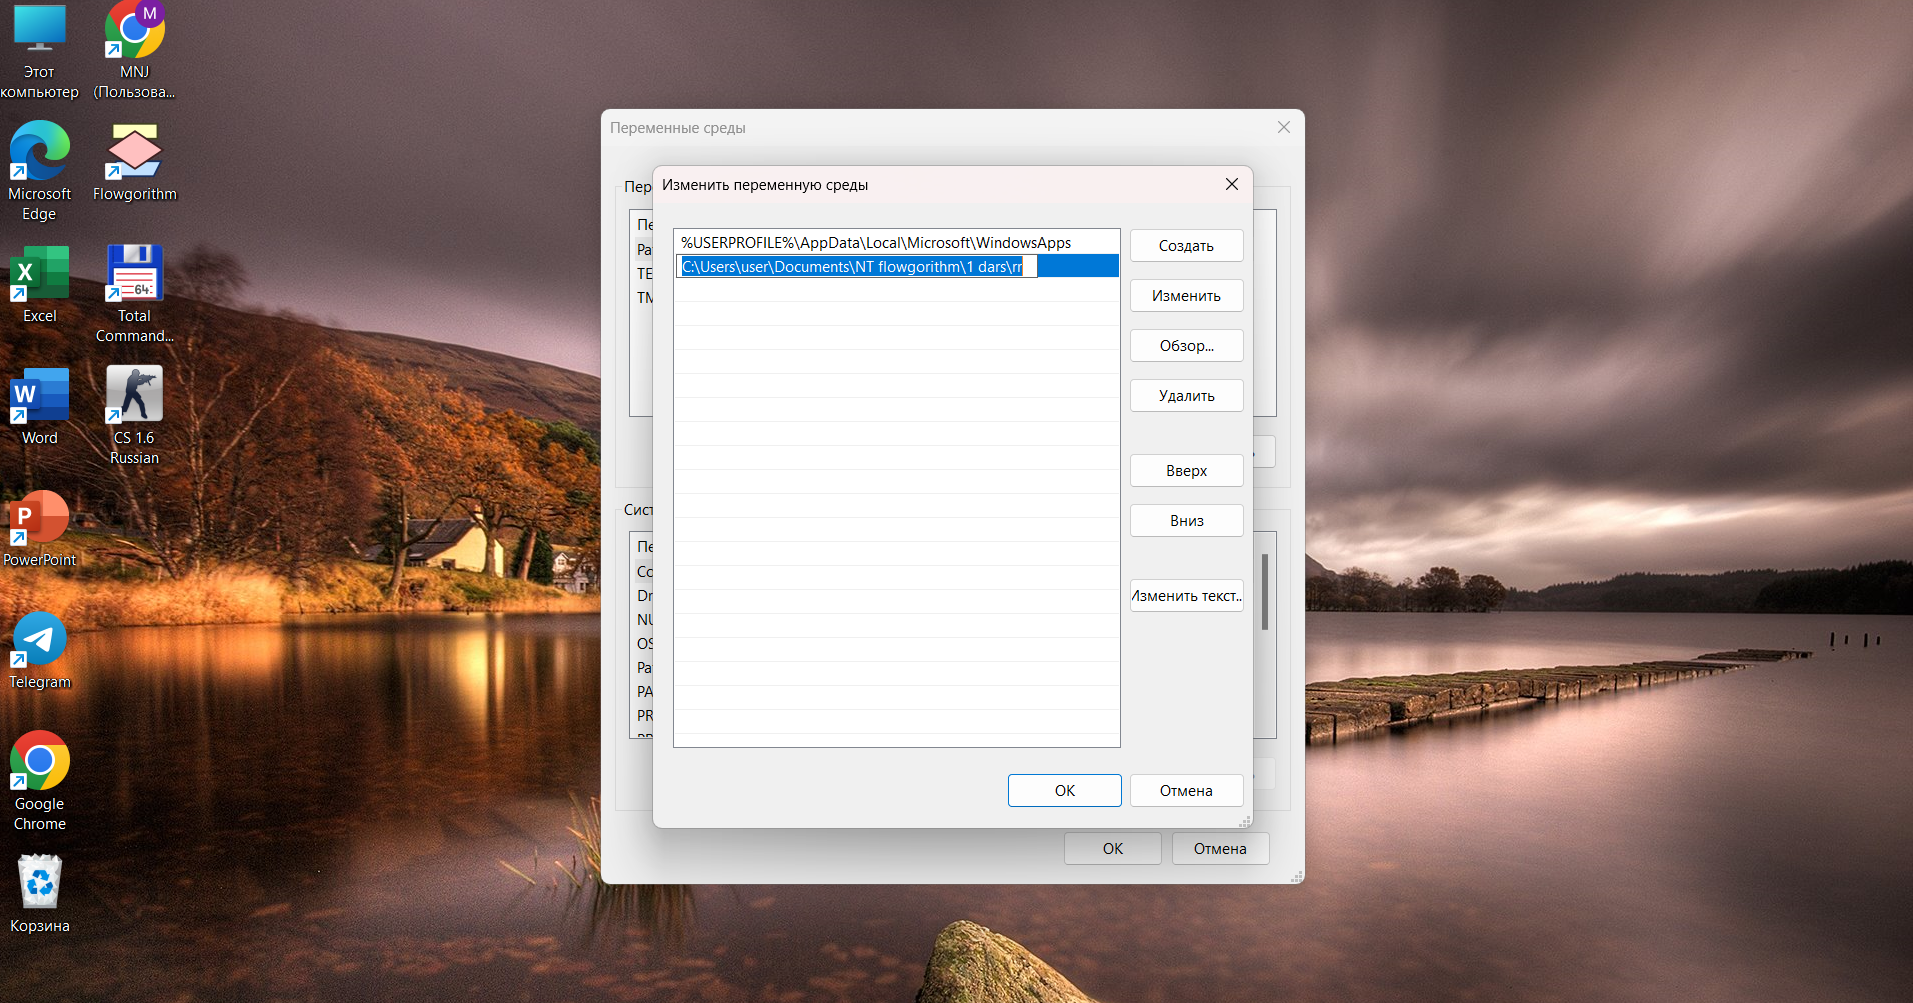 Этот
компьютер
M
MNJ
(Пользова...
Microsoft
Edge
Flowgorithm
X
Excel
64
Total
Command...
W
Word
CS 1.6
Russian
P
PowerPoint
Telegram
Google
Chrome
Корзина
Переменные среды
Пер
Пе
Pa
TE
TM
Сист
Пе
Co
Dr
NU
OS
Pa
PA
PR
Изменить переменную среды
%USERPROFILE%\AppData\Local\Microsoft\WindowsApps
C:\Users\user\Documents\NT flowgorithm\1 dars\rr
Создать
Изменить
Обзор...
Удалить
Вверх
Вниз
Изменить текст..
ОК
Отмена
ОК
Отмена